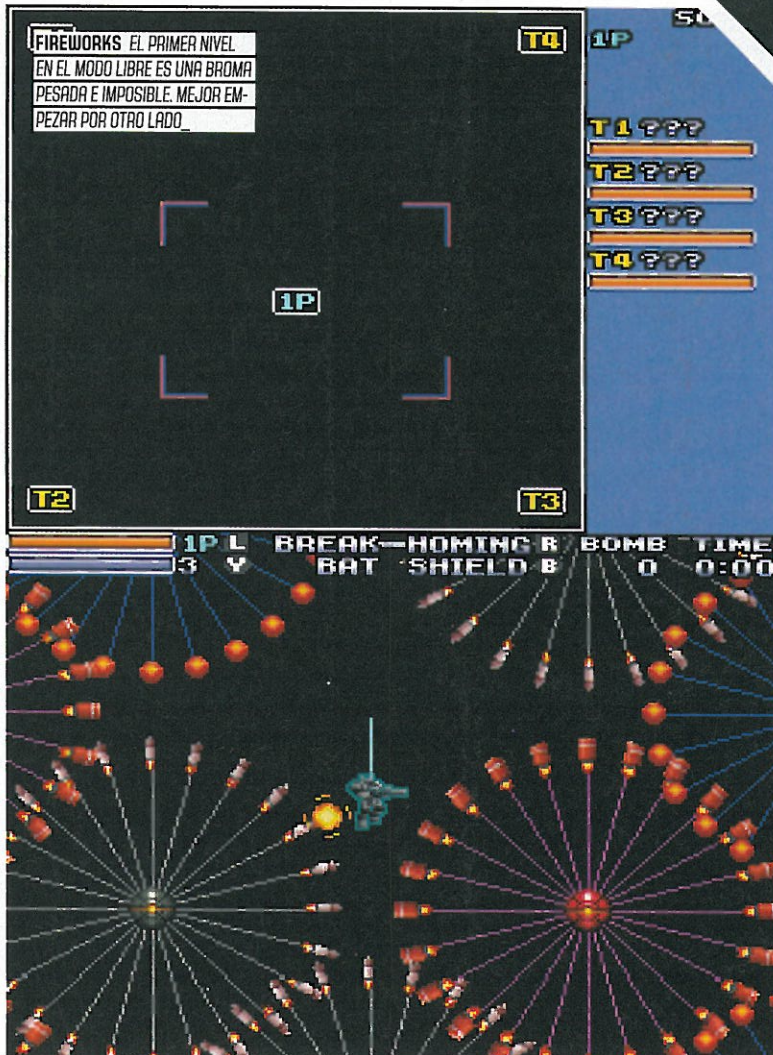 FIREWORKS EL PRIMER NIVEL
EN EL MODO LIBRE ES UNA BROMA
PESADA E IMPOSIBLE. MEJOR EM-
PEZAR POR OTRO LADO_
T4
1P
T1 ???
T2 ???
T3 ???
T4 ???
1P
T2
T3
1P L BREAK-HOMING R BOMB TIME
3 Y BAT SHIELD B 0 0:00